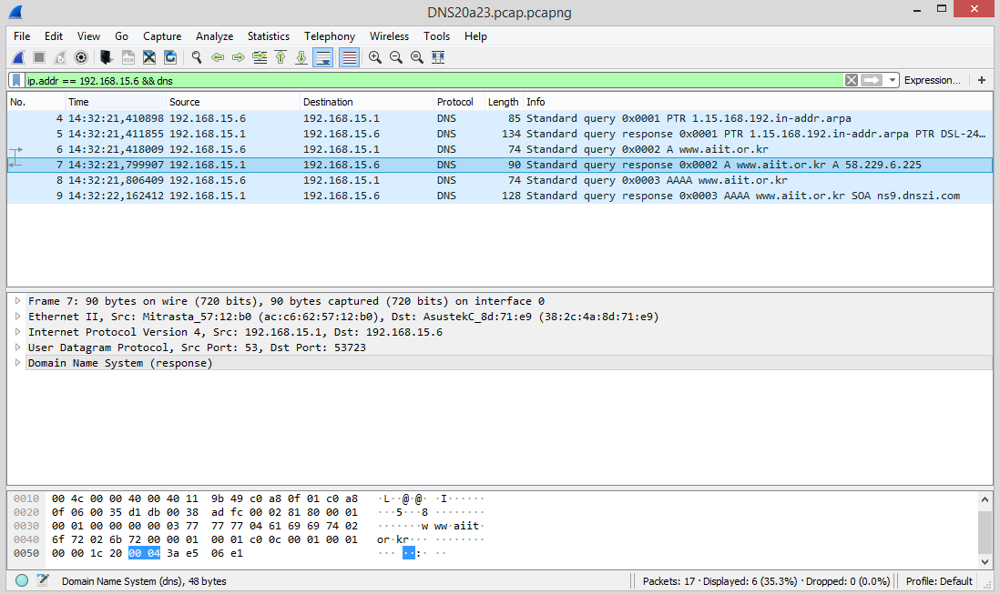 DNS20a23.pcap.pcapng
File Edit View Go Capture Analyze Statistics Telephony Wireless Tools Help
ip.addr == 192.168.15.6 && dns Expression... +
No. Time Source Destination Protocol Length Info
4 14:32:21,410898 192.168.15.6 192.168.15.1 DNS 85 Standard query 0x0001 PTR 1.15.168.192.in-addr.arpa
5 14:32:21,411855 192.168.15.1 192.168.15.6 DNS 134 Standard query response 0x0001 PTR 1.15.168.192.in-addr.arpa PTR DSL-24…
6 14:32:21,418009 192.168.15.6 192.168.15.1 DNS 74 Standard query 0x0002 A www.aiit.or.kr
7 14:32:21,799907 192.168.15.1 192.168.15.6 DNS 90 Standard query response 0x0002 A www.aiit.or.kr A 58.229.6.225
8 14:32:21,806409 192.168.15.6 192.168.15.1 DNS 74 Standard query 0x0003 AAAA www.aiit.or.kr
9 14:32:22,162412 192.168.15.1 192.168.15.6 DNS 128 Standard query response 0x0003 AAAA www.aiit.or.kr SOA ns9.dnszi.com
Frame 7: 90 bytes on wire (720 bits), 90 bytes captured (720 bits) on interface 0
Ethernet II, Src: Mitrasta_57:12:b0 (ac:c6:62:57:12:b0), Dst: AsustekC_8d:71:e9 (38:2c:4a:8d:71:e9)
Internet Protocol Version 4, Src: 192.168.15.1, Dst: 192.168.15.6
User Datagram Protocol, Src Port: 53, Dst Port: 53723
Domain Name System (response)
0010 00 4c 00 00 40 00 40 11 9b 49 c0 a8 0f 01 c0 a8 ·L··@·@· ·I······
0020 0f 06 00 35 d1 db 00 38 ad fc 00 02 81 80 00 01 ···5···8 ········
0030 00 01 00 00 00 00 03 77 77 77 04 61 69 69 74 02 ·······w ww·aiit·
0040 6f 72 02 6b 72 00 00 01 00 01 c0 0c 00 01 00 01 or·kr··· ········
0050 00 00 1c 20 00 04 3a e5 06 e1 ··· ··:· ··
Domain Name System (dns), 48 bytes Packets: 17 · Displayed: 6 (35.3%) · Dropped: 0 (0.0%) Profile: Default